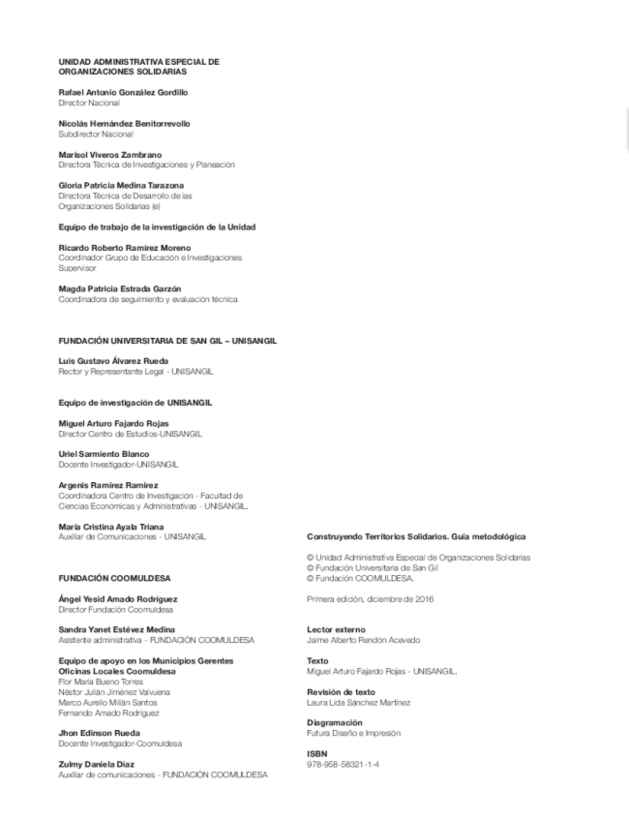 UNIDAD ADMINISTRATIVA ESPECIAL DE
ORGANIZACIONES SOLIDARIAS
Rafael Antonio González Gordillo
Director Nacional
Nicolás Hernández Benitorrevollo
Subdirector Nacional
Marisol Viveros Zambrano
Directora Técnica de Investigaciones y Planeación
Gloria Patricia Medina Tarazona
Directora Técnica de Desarrollo de las
Organizaciones Solidarias (e)
Equipo de trabajo de la investigación de la Unidad
Ricardo Roberto Ramírez Moreno
Coordinador Grupo de Educación e Investigaciones
Supervisor
Magda Patricia Estrada Garzón
Coordinadora de seguimiento y evaluación técnica
FUNDACIÓN UNIVERSITARIA DE SAN GIL – UNISANGIL
Luis Gustavo Álvarez Rueda
Rector y Representante Legal - UNISANGIL
Equipo de investigación de UNISANGIL
Miguel Arturo Fajardo Rojas
Director Centro de Estudios-UNISANGIL
Uriel Sarmiento Blanco
Docente Investigador-UNISANGIL
Argenis Ramírez Ramírez
Coordinadora Centro de Investigación - Facultad de
Ciencias Económicas y Administrativas - UNISANGIL.
María Cristina Ayala Triana
Auxiliar de Comunicaciones - UNISANGIL
FUNDACIÓN COOMULDESA
Ángel Yesid Amado Rodríguez
Director Fundación Coomuldesa
Sandra Yanet Estévez Medina
Asistente administrativa - FUNDACIÓN COOMULDESA
Equipo de apoyo en los Municipios Gerentes
Oficinas Locales Coomuldesa
Flor María Bueno Torres
Néstor Julián Jiménez Valvuena
Marco Aurelio Millán Santos
Fernando Amado Rodríguez
Jhon Edinson Rueda
Docente Investigador-Coomuldesa
Zulmy Daniela Díaz
Auxiliar de comunicaciones - FUNDACIÓN COOMULDESA
Construyendo Territorios Solidarios. Guía metodológica
© Unidad Administrativa Especial de Organizaciones Solidarias
© Fundación Universitaria de San Gil
© Fundación COOMULDESA.
Primera edición, diciembre de 2016
Lector externo
Jaime Alberto Rendón Acevedo
Texto
Miguel Arturo Fajardo Rojas - UNISANGIL.
Revisión de texto
Laura Lida Sánchez Martínez
Diagramación
Futura Diseño e Impresión
ISBN
978-958-58321-1-4